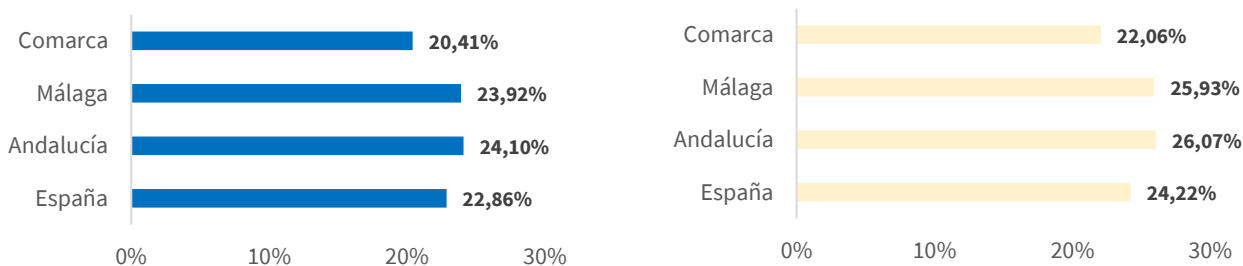 Comarca 20,41%
Málaga 23,92%
Andalucía 24,10%
España 22,86%
0% 10% 20% 30%
Comarca 22,06%
Málaga 25,93%
Andalucía 26,07%
España 24,22%
0% 10% 20% 30%